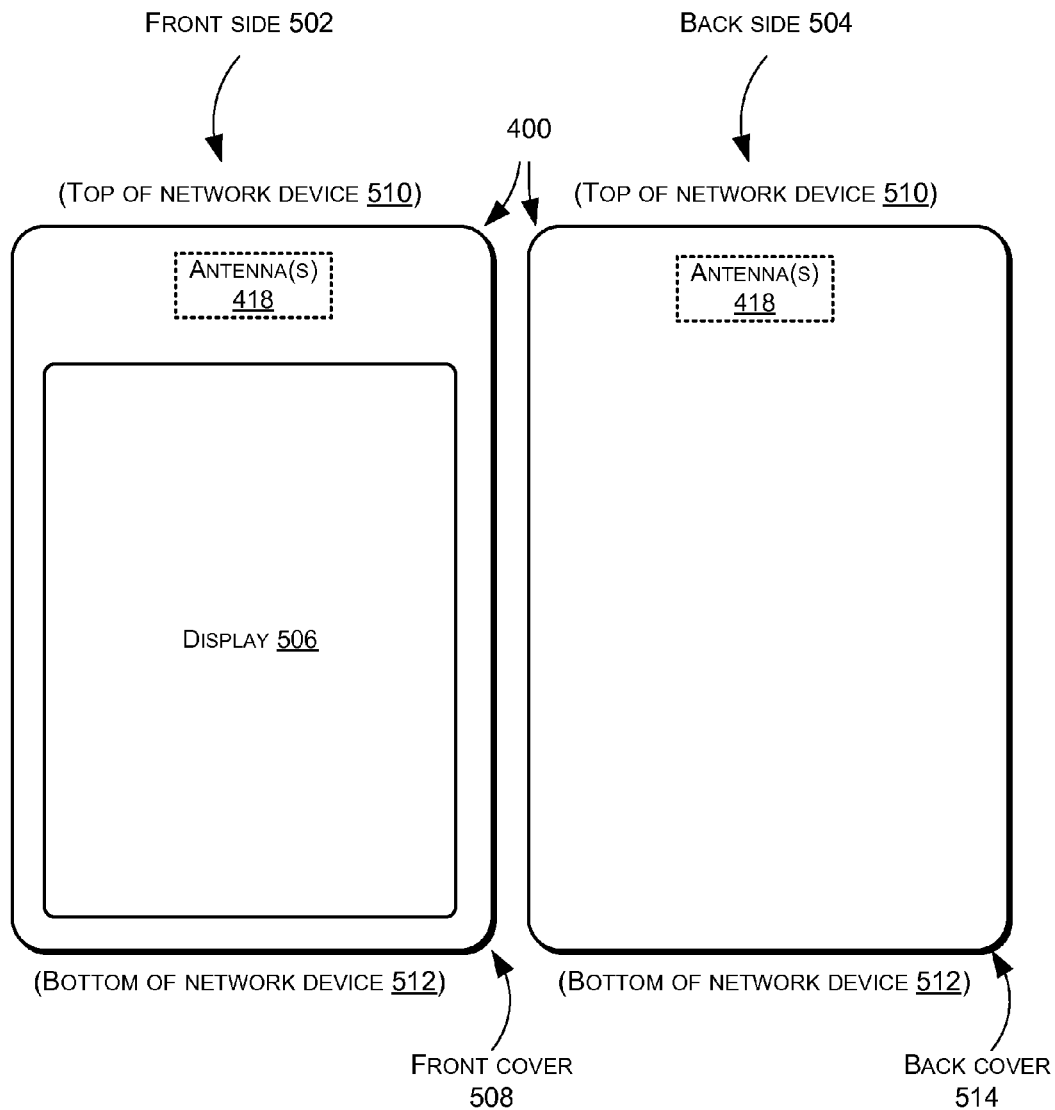 FRONT SIDE 502
BACK SIDE 504
400
(TOP OF NETWORK DEVICE 510)
(TOP OF NETWORK DEVICE 510)
ANTENNA(S)
418
ANTENNA(S)
418
DISPLAY 506
(BOTTOM OF NETWORK DEVICE 512)
(BOTTOM OF NETWORK DEVICE 512)
FRONT COVER
508
BACK COVER
514